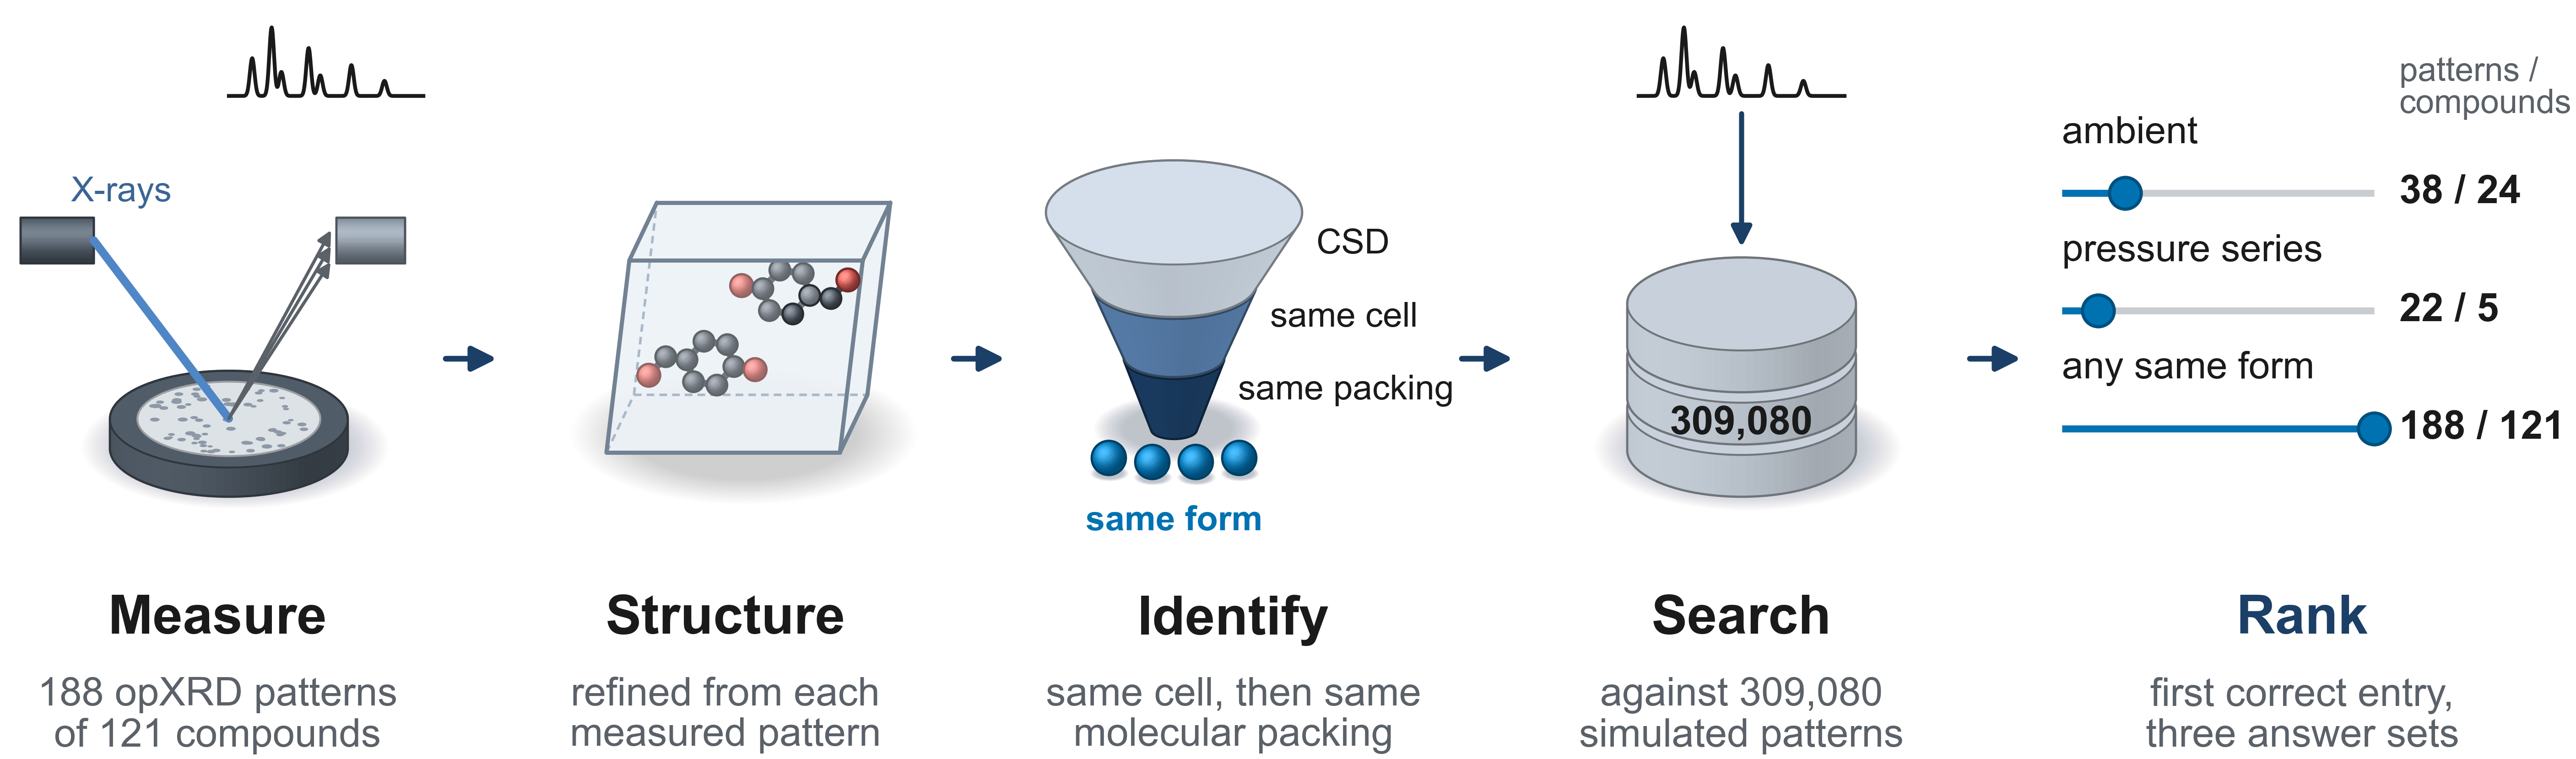 X-rays
CSD
same cell
same packing
same form
309,080
patterns /
compounds
ambient
38 / 24
pressure series
22 / 5
any same form
188 / 121
Measure
188 opXRD patterns
of 121 compounds
Structure
refined from each
measured pattern
Identify
same cell, then same
molecular packing
Search
against 309,080
simulated patterns
Rank
first correct entry,
three answer sets